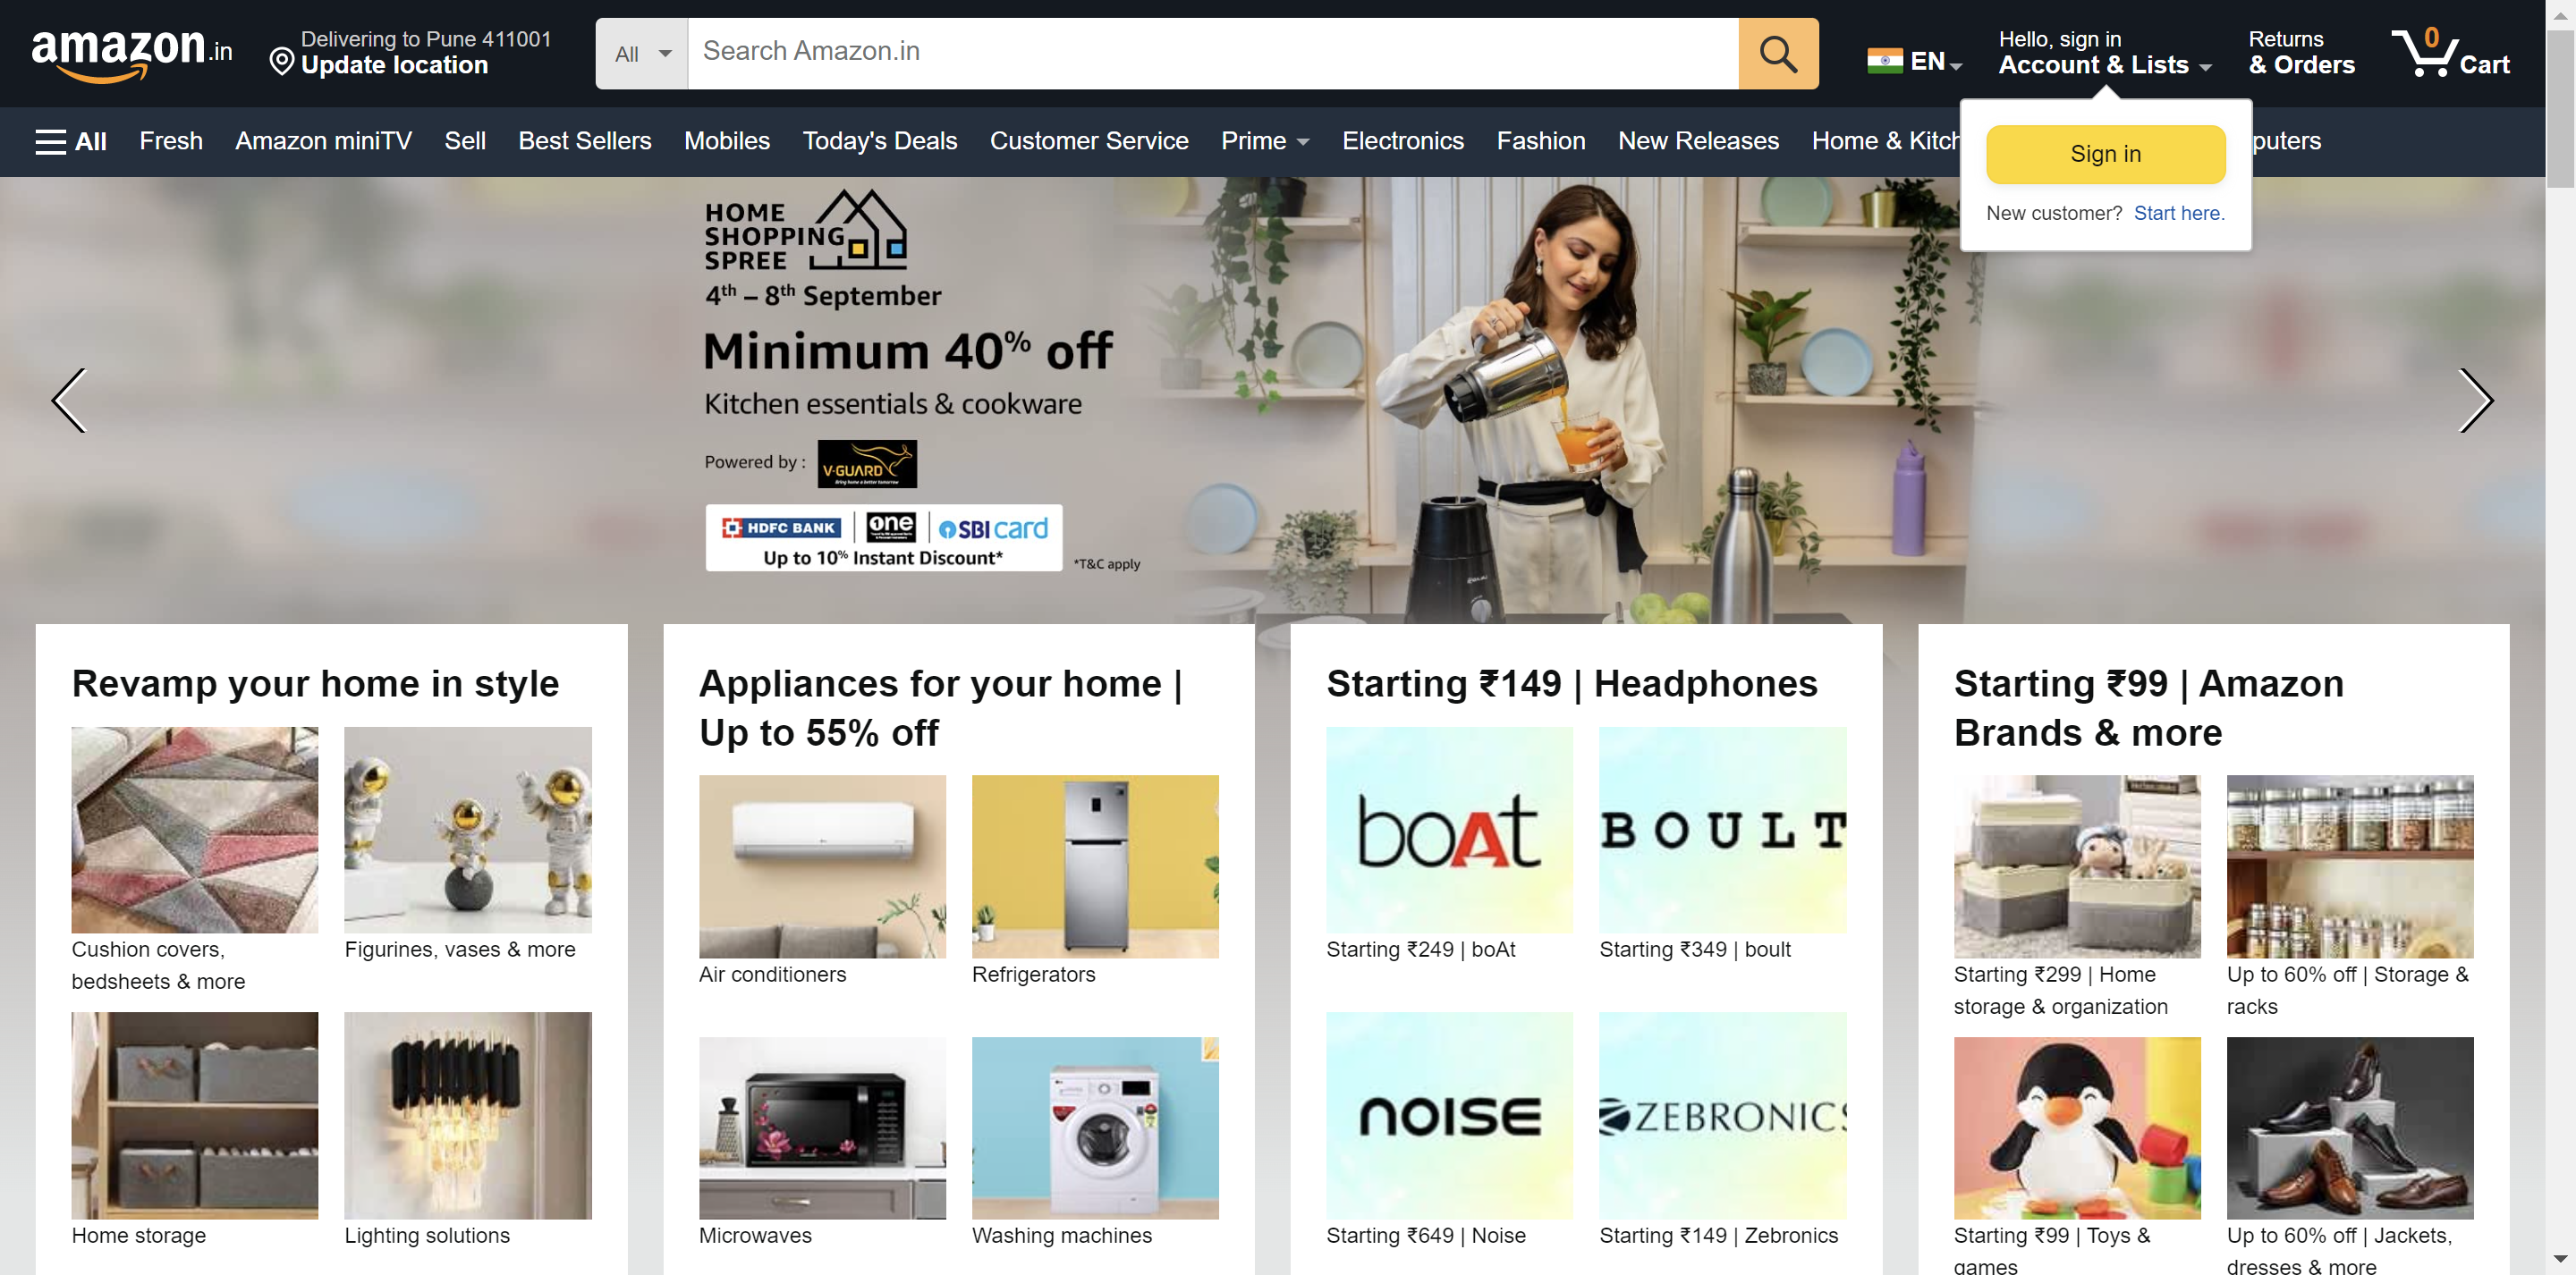 amazon.in
Delivering to Pune 411001
Update location
All
Search Amazon.in
EN
Hello, sign in
Account & Lists
Returns
& Orders
0
Cart
All
Fresh
Amazon miniTV
Sell
Best Sellers
Mobiles
Today's Deals
Customer Service
Prime
Electronics
Fashion
New Releases
Home & Kitch
puters
Sign in
New customer? Start here.
HOME
SHOPPING
SPREE
4th – 8th September
Minimum 40% off
Kitchen essentials & cookware
Powered by :
V-GUARD
Bring home a better tomorrow
HDFC BANK
one
SBI card
Up to 10% Instant Discount*
*T&C apply
Revamp your home in style
Cushion covers,
bedsheets & more
Figurines, vases & more
Home storage
Lighting solutions
Appliances for your home |
Up to 55% off
Air conditioners
Refrigerators
Microwaves
Washing machines
Starting ₹149 | Headphones
boAt
BOULT
Starting ₹249 | boAt
Starting ₹349 | boult
NOISE
ZEBRONICS
Starting ₹649 | Noise
Starting ₹149 | Zebronics
Starting ₹99 | Amazon
Brands & more
Starting ₹299 | Home
storage & organization
Up to 60% off | Storage &
racks
Starting ₹99 | Toys &
games
Up to 60% off | Jackets,
dresses & more